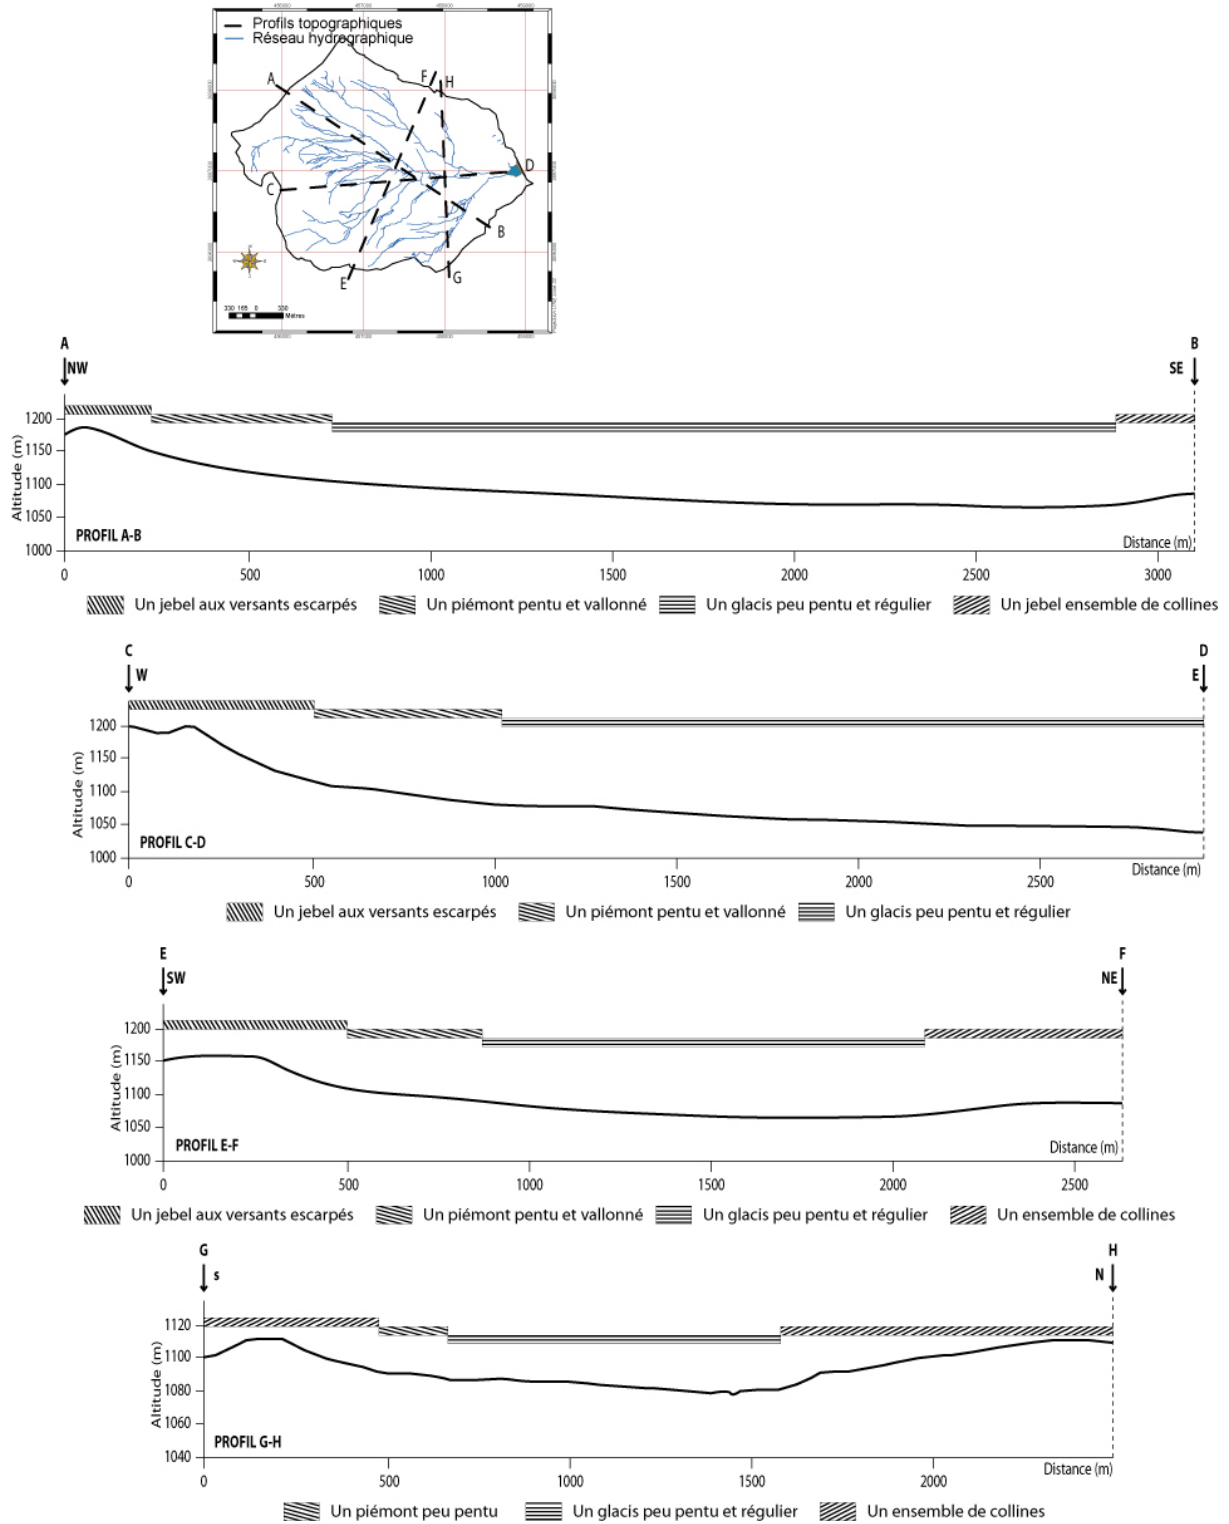 Profils topographiques
Réseau hydrographique
A
F H
D
C
B
E
G
330 165 0 330
Mètres
A
NW
B
SE
Altitude (m)
1200
1150
1100
1050
1000
PROFIL A-B
Distance (m)
0 500 1000 1500 2000 2500 3000
Un jebel aux versants escarpés Un piémont pentu et vallonné Un glacis peu pentu et régulier Un jebel ensemble de collines
C
W
D
E
Altitude (m)
1200
1150
1100
1050
1000
PROFIL C-D
Distance (m)
0 500 1000 1500 2000 2500
Un jebel aux versants escarpés Un piémont pentu et vallonné Un glacis peu pentu et régulier
E
SW
F
NE
Altitude (m)
1200
1150
1100
1050
1000
PROFIL E-F
Distance (m)
0 500 1000 1500 2000 2500
Un jebel aux versants escarpés Un piémont pentu et vallonné Un glacis peu pentu et régulier Un ensemble de collines
G
s
H
N
Altitude (m)
1120
1100
1080
1060
1040
PROFIL G-H
Distance (m)
0 500 1000 1500 2000
Un piémont peu pentu Un glacis peu pentu et régulier Un ensemble de collines